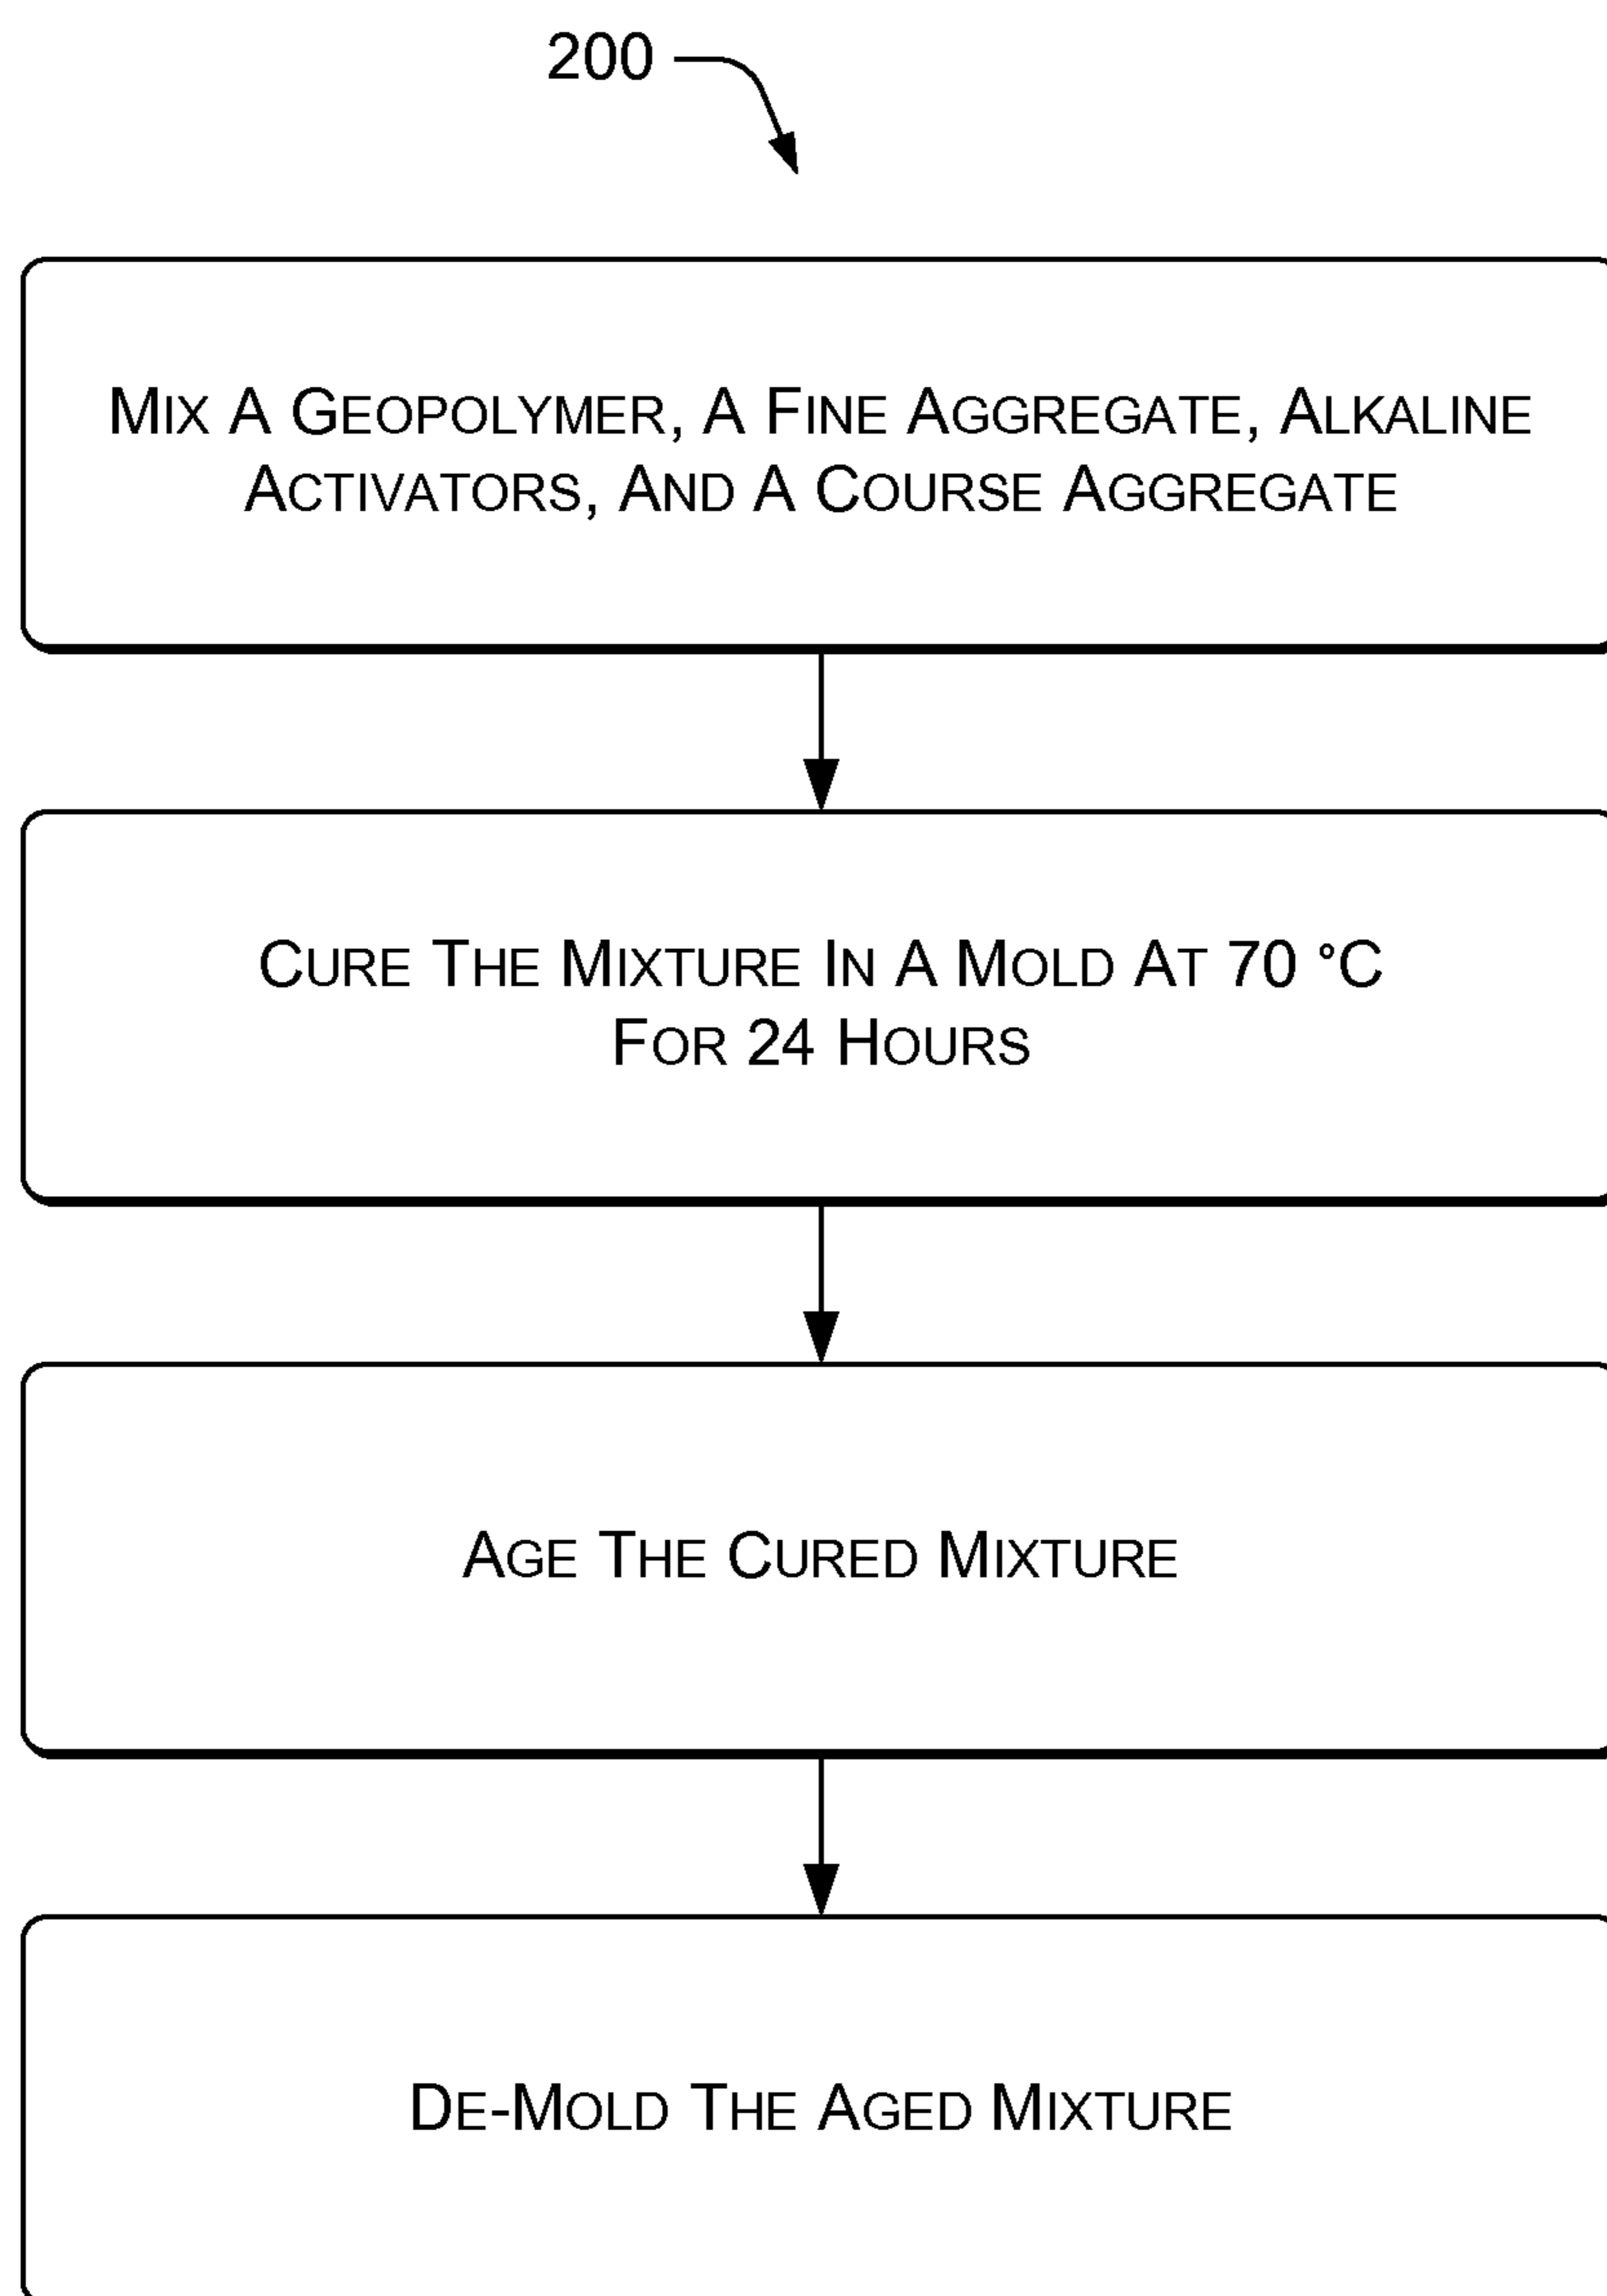 200
MIX A GEOPOLYMER, A FINE AGGREGATE, ALKALINE
ACTIVATORS, AND A COURSE AGGREGATE
CURE THE MIXTURE IN A MOLD AT 70 °C
FOR 24 HOURS
AGE THE CURED MIXTURE
DE-MOLD THE AGED MIXTURE